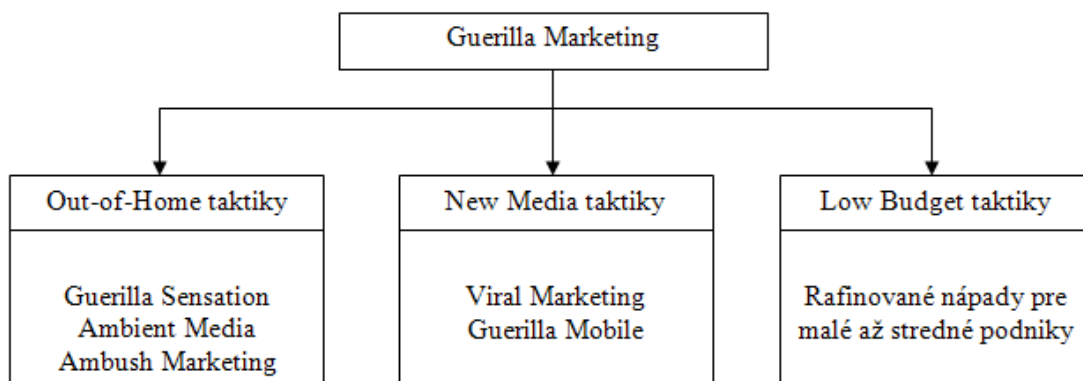 Guerilla Marketing
Out-of-Home taktiky
Guerilla Sensation
Ambient Media
Ambush Marketing
New Media taktiky
Viral Marketing
Guerilla Mobile
Low Budget taktiky
Rafinované nápady pre
malé až stredné podniky